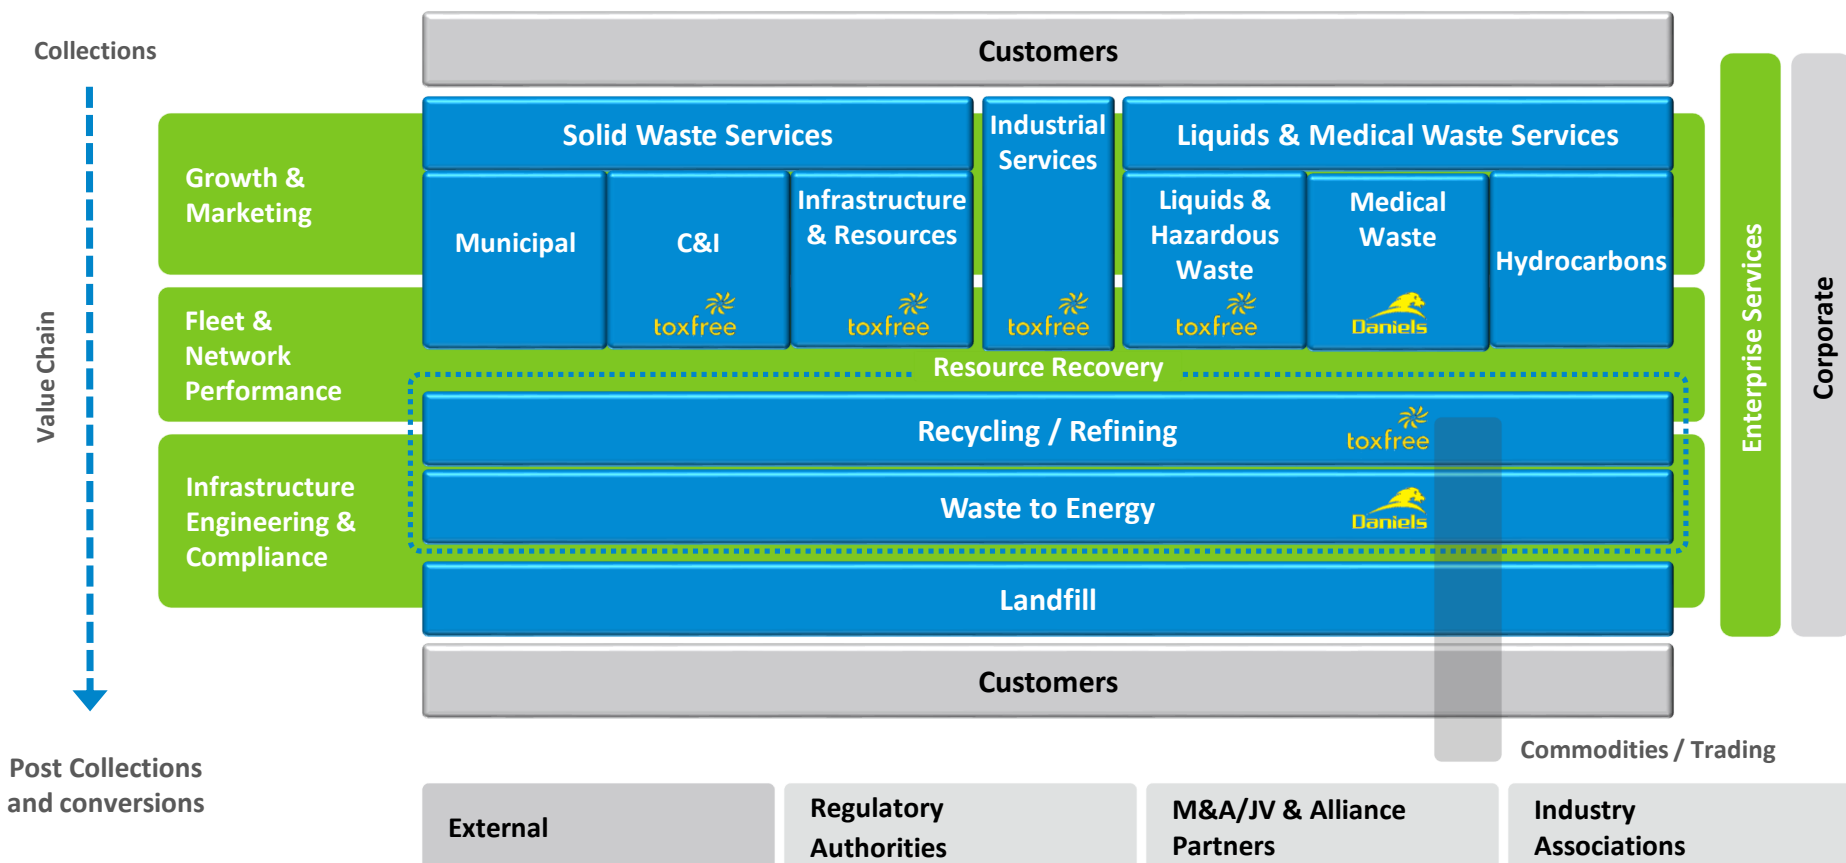 Collections
Customers
Solid Waste Services
Industrial
Services
Liquids & Medical Waste Services
Growth &
Marketing
Municipal
C&I
toxfree
Infrastructure
& Resources
toxfree
toxfree
Liquids &
Hazardous
Waste
toxfree
Medical
Waste
Daniels
Hydrocarbons
Fleet &
Network
Performance
Resource Recovery
Recycling / Refining
toxfree
Waste to Energy
Daniels
Infrastructure
Engineering &
Compliance
Landfill
Customers
Value Chain
Enterprise Services
Corporate
Commodities / Trading
Post Collections
and conversions
External
Regulatory
Authorities
M&A/JV & Alliance
Partners
Industry
Associations